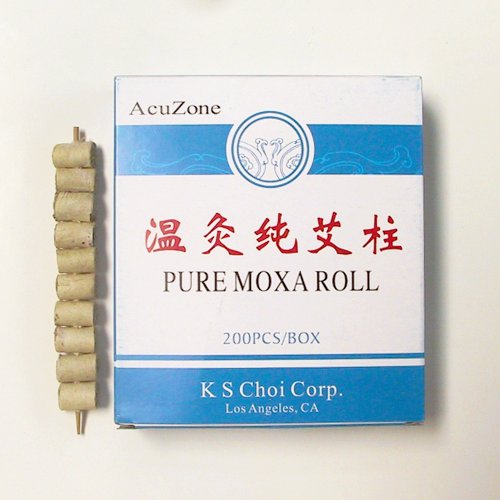 AcuZone
温灸纯艾柱
PURE MOXA ROLL
200PCS/BOX
K S Choi Corp.
Los Angeles, CA